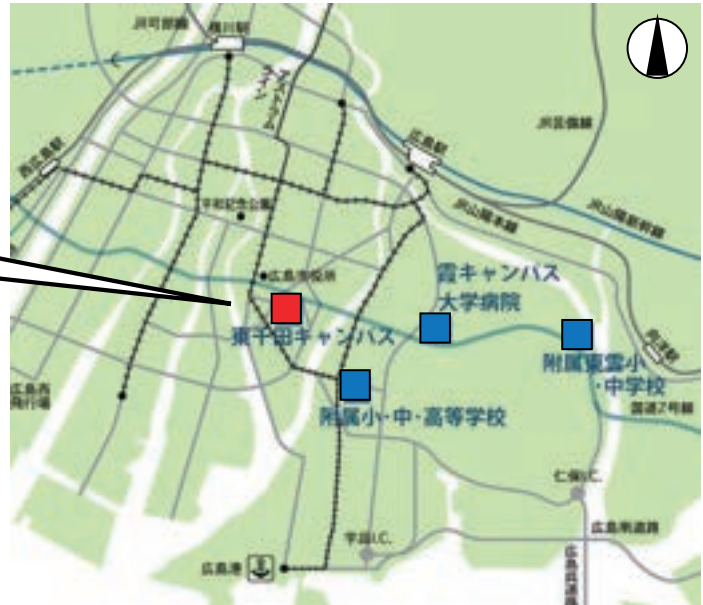 JR可部線
横川駅
アストラム
ライン
西広島駅
広島駅
JR芸備線
JR山陽本線
JR山陽新幹線
平和記念公園
広島市役所
霞キャンパス
大学病院
東千田キャンパス
向洋駅
附属東雲小
・中学校
附属小・中・高等学校
国道2号線
広島西
飛行場
仁保I.C.
宇品I.C.
広島南道路
広島呉道路
広島港